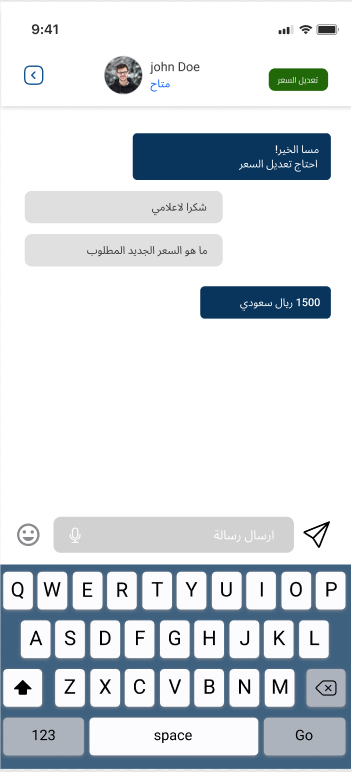 9:41
john Doe
متاح
تعديل السعر
مسا الخير!
احتاج تعديل السعر
شكرا لاعلامي
ما هو السعر الجديد المطلوب
1500 ريال سعودي
ارسال رسالة
Q W E R T Y U I O P
A S D F G H J K L
Z X C V B N M
123 space Go